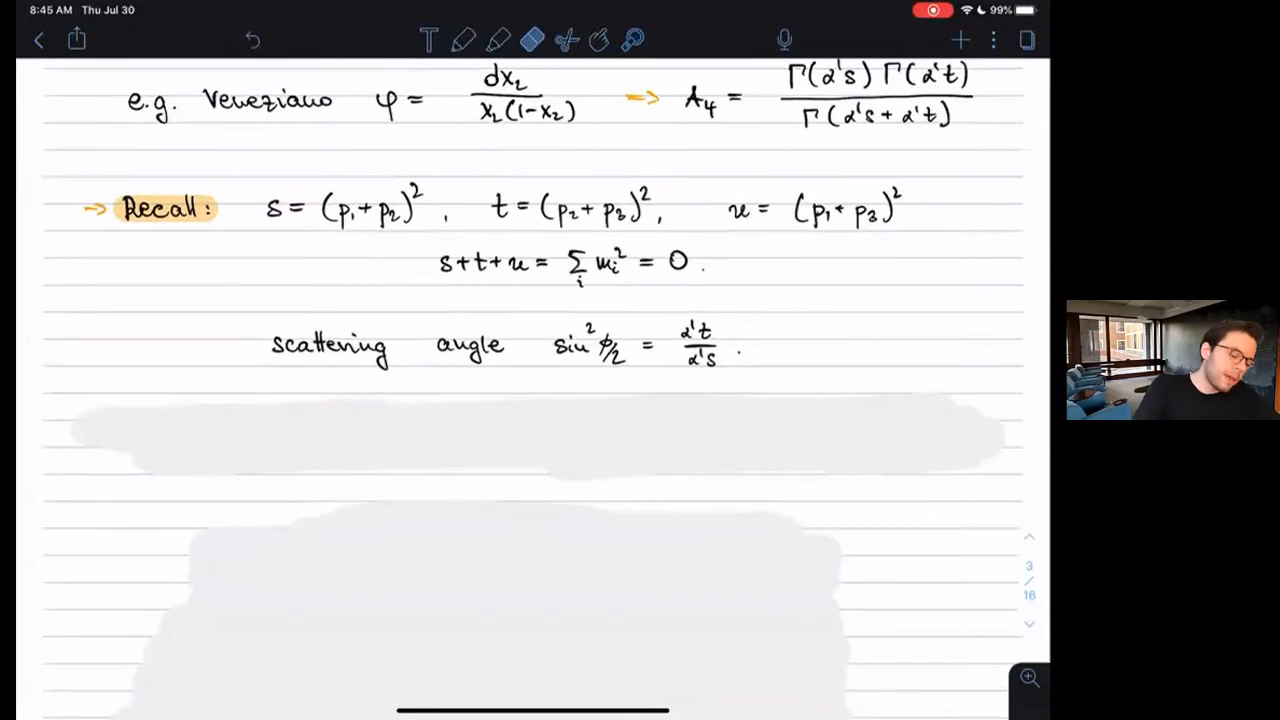 8:45 AM Thu Jul 30
99%
e.g. Veneziano φ = dx₂ / x₂(1-x₂) → A₄ = Γ(α's) Γ(α't) / Γ(α's + α't)
→ Recall: s = (p₁+p₂)², t = (p₂+p₃)², u = (p₁+p₃)²
s+t+u = Σᵢ mᵢ² = 0.
scattering angle sin² φ/2 = α't / α's .
3
/
16